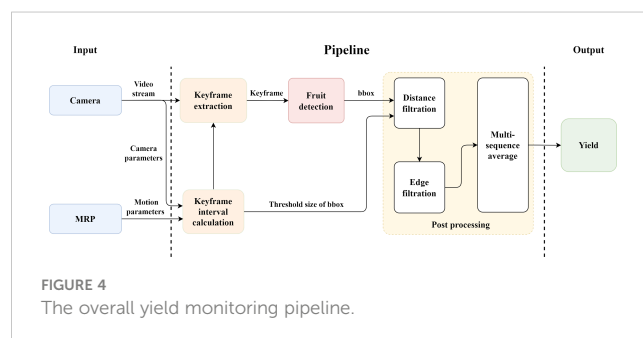 Input
Pipeline
Output
Camera
Video
stream
Keyframe
extraction
Keyframe
Fruit
detection
bbox
Distance
filtration
Camera
parameters
Multi-
sequence
average
Yield
Edge
filtration
MRP
Motion
parameters
Keyframe
interval
calculation
Threshold size of bbox
Post processing
FIGURE 4
The overall yield monitoring pipeline.